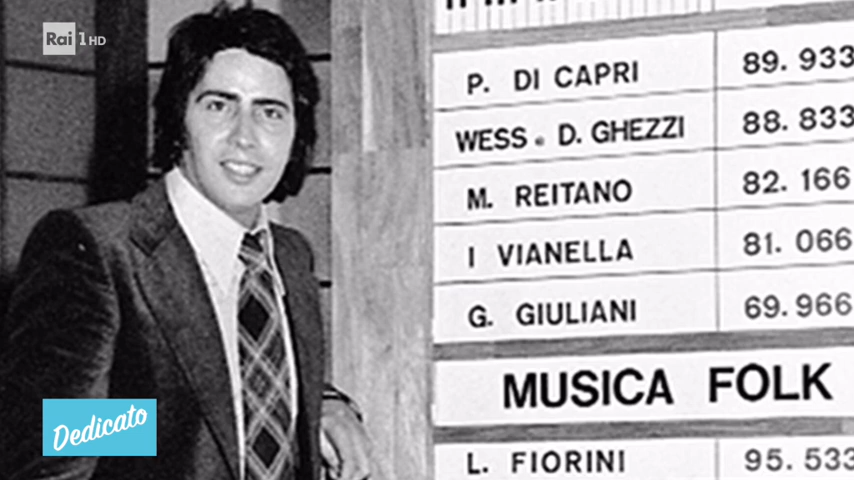 Rai 1 HD
P. DI CAPRI 89.933
WESS e D. GHEZZI 88.833
M. REITANO 82.166
I VIANELLA 81.066
G. GIULIANI 69.966
MUSICA FOLK
L. FIORINI 95.533
Dedicato